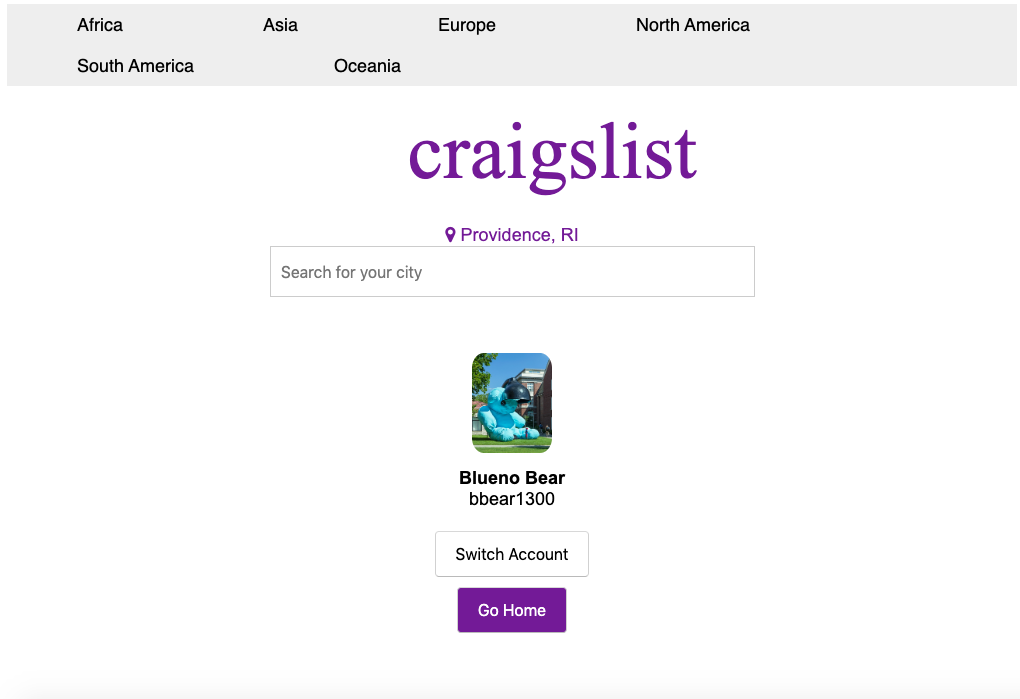 Africa Asia Europe North America
South America Oceania
craigslist
Providence, RI
Search for your city
Blueno Bear
bbear1300
Switch Account
Go Home